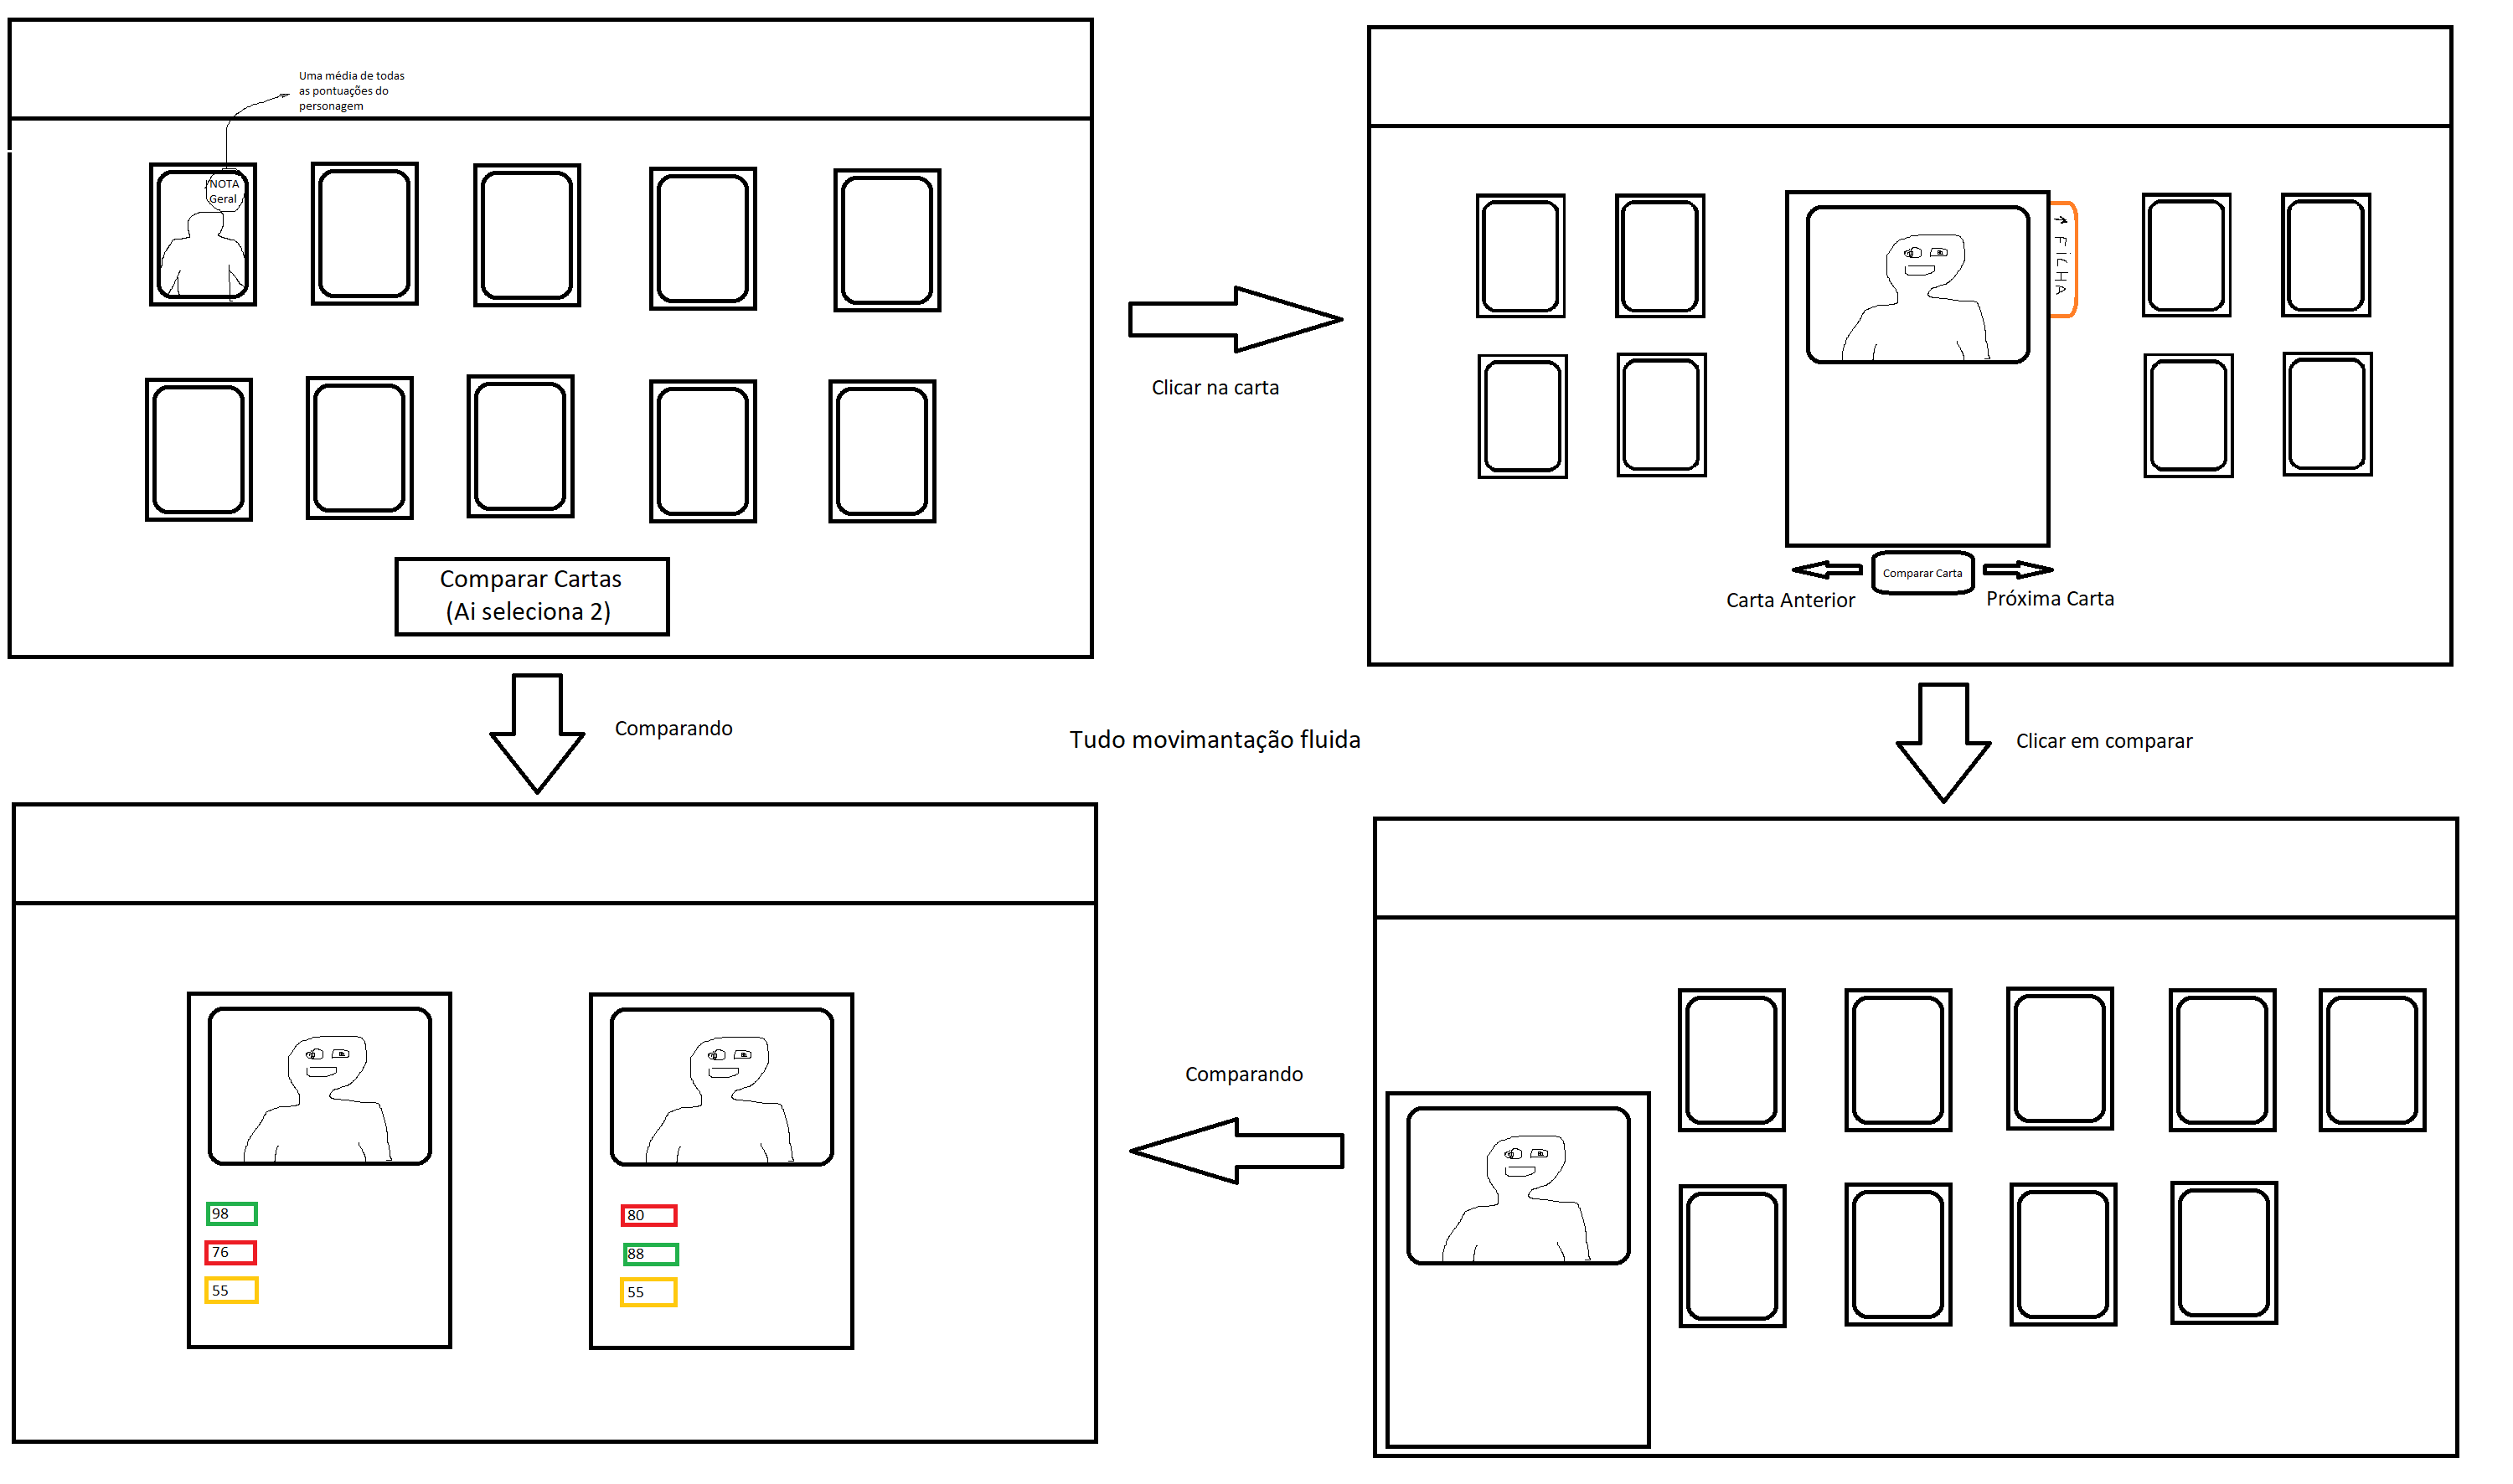 Uma média de todas
as pontuações do
personagem
NOTA
Geral
Comparar Cartas
(Ai seleciona 2)
Clicar na carta
FICHA
Comparar Carta
Carta Anterior
Próxima Carta
Comparando
Tudo movimantação fluida
Clicar em comparar
98
76
55
80
88
55
Comparando